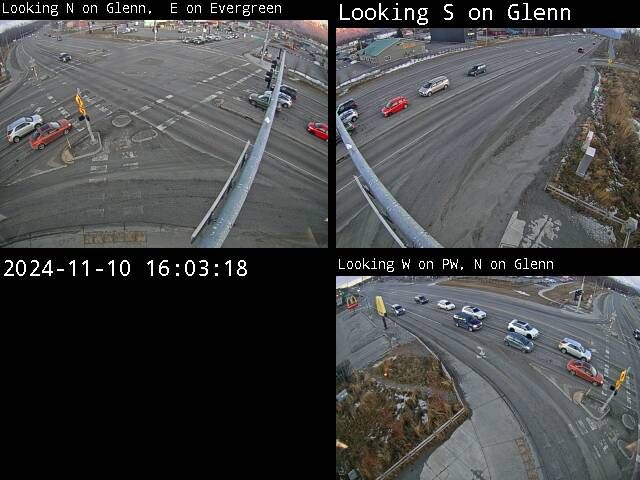 Looking N on Glenn,  E on Evergreen
Looking S on Glenn
2024-11-10 16:03:18
Looking W on PW, N on Glenn